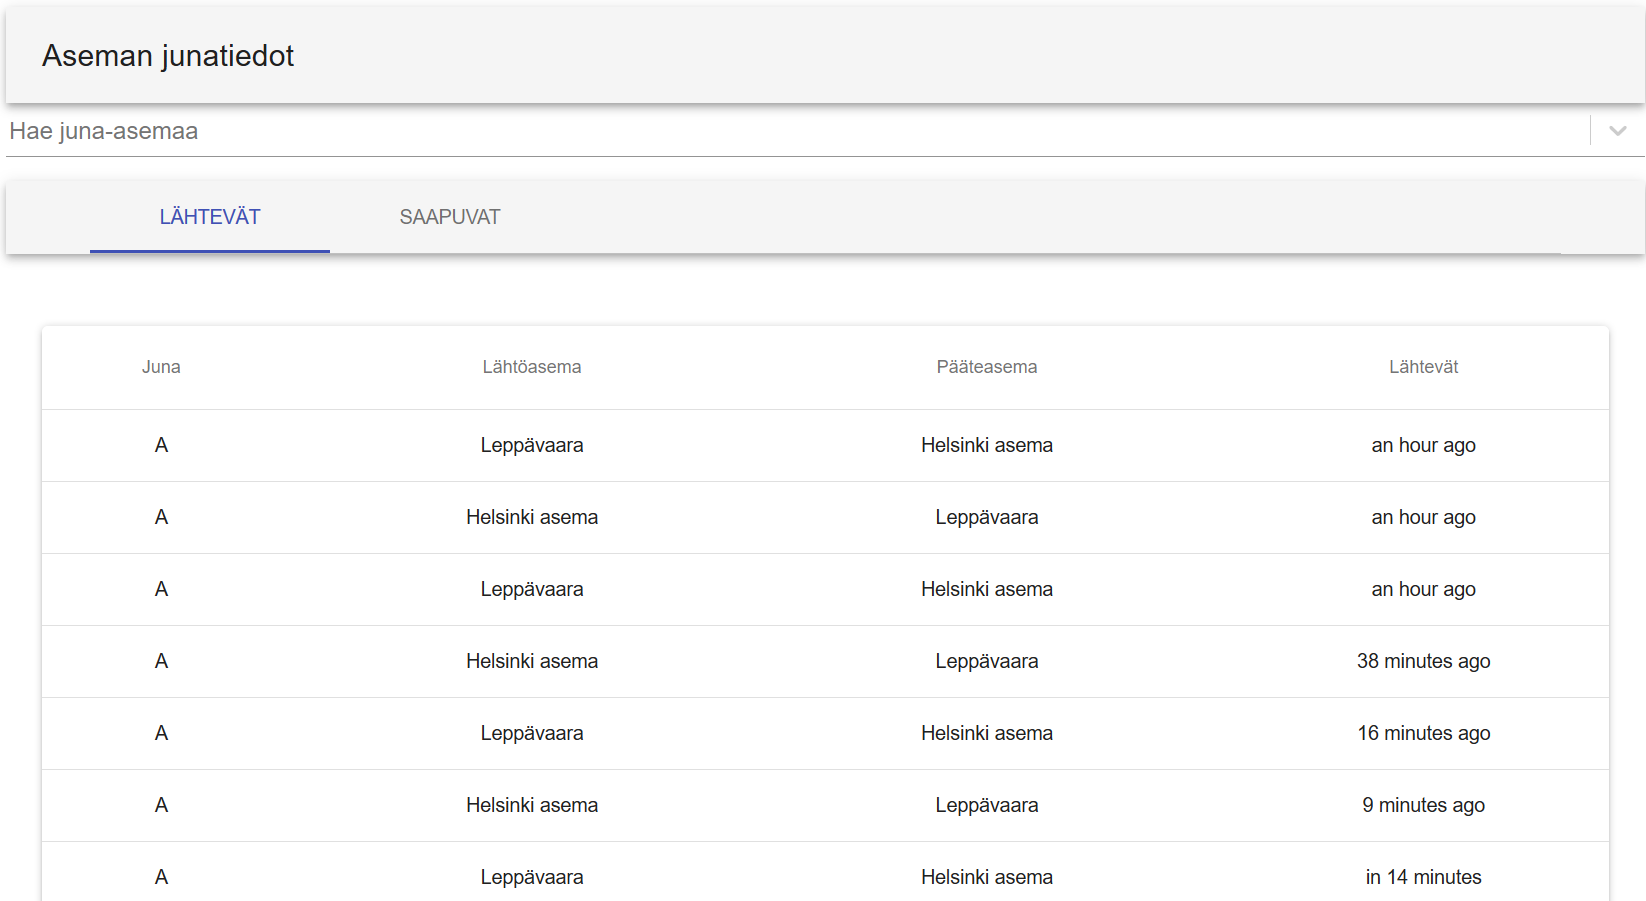 Aseman junatiedot
Hae juna-asemaa
LÄHTEVÄT SAAPUVAT
Juna Lähtöasema Pääteasema Lähtevät
A Leppävaara Helsinki asema an hour ago
A Helsinki asema Leppävaara an hour ago
A Leppävaara Helsinki asema an hour ago
A Helsinki asema Leppävaara 38 minutes ago
A Leppävaara Helsinki asema 16 minutes ago
A Helsinki asema Leppävaara 9 minutes ago
A Leppävaara Helsinki asema in 14 minutes